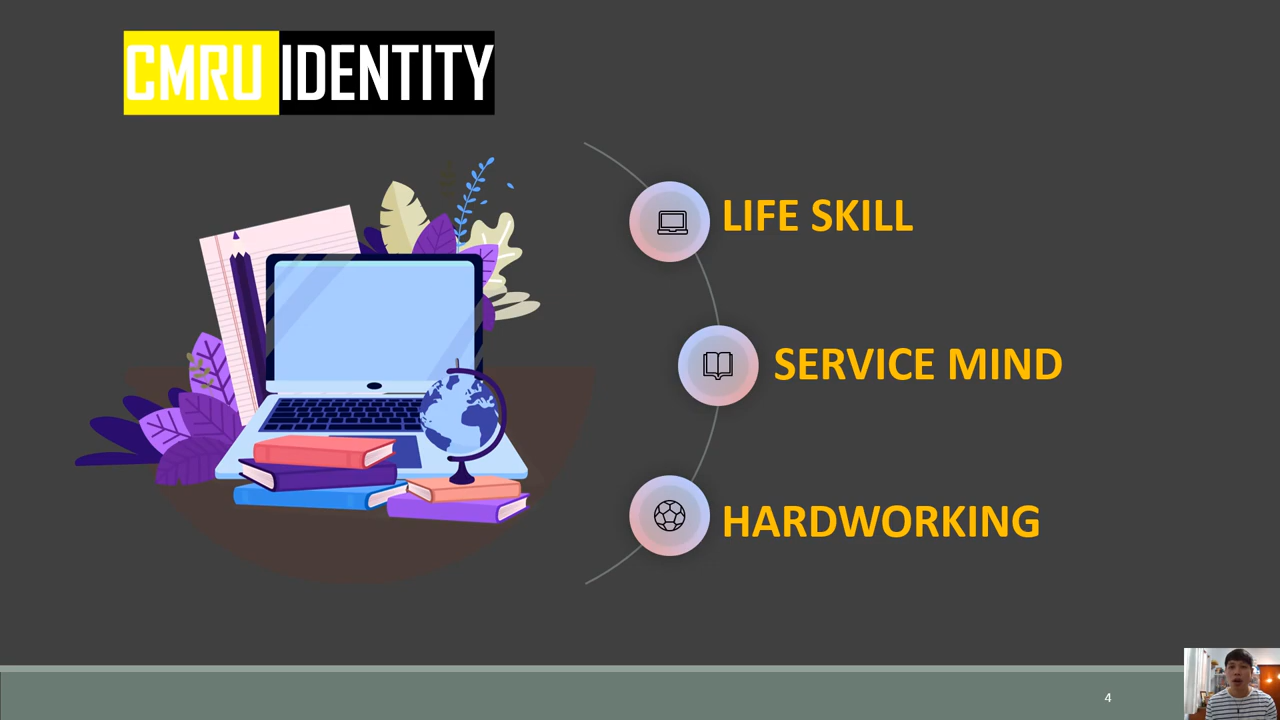 CMRU IDENTITY
LIFE SKILL
SERVICE MIND
HARDWORKING
4